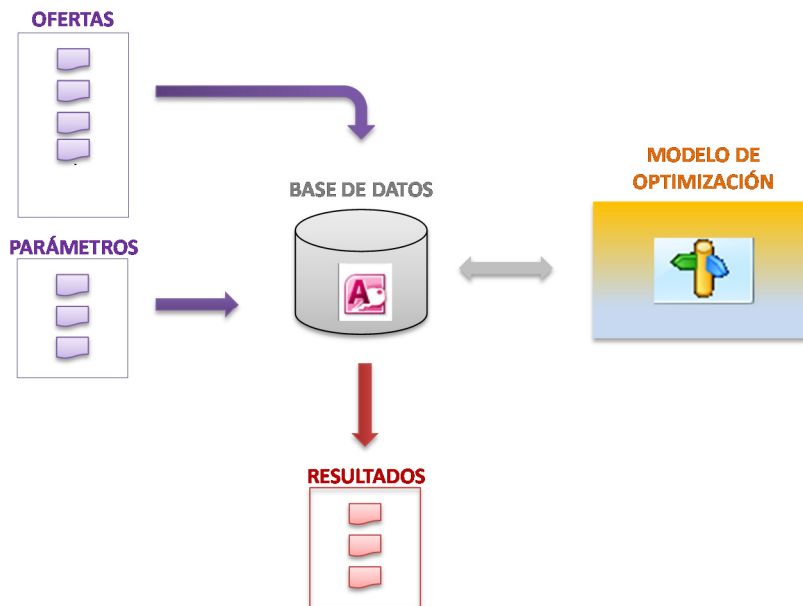 OFERTAS
BASE DE DATOS
MODELO DE
OPTIMIZACIÓN
PARÁMETROS
A
RESULTADOS